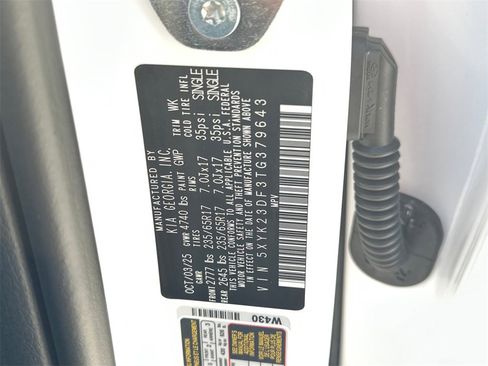 MANUFACTURED BY
KIA GEORGIA, INC.
OCT/03/25 GVWR 4740 lbs PAINT GWP TRIM WK
GAWR TIRES RIMS COLD TIRE INFL
FRONT 2777 lbs 235/65R17 7.0Jx17 35psi SINGLE
REAR 2645 lbs 235/65R17 7.0Jx17 35psi SINGLE
THIS VEHICLE CONFORMS TO ALL APPLICABLE U.S.A. FEDERAL
MOTOR VEHICLE SAFETY AND THEFT PREVENTION STANDARDS
IN EFFECT ON THE DATE OF MANUFACTURE SHOWN ABOVE.
VIN 5XYK23DF3TG379643
MPV
W430